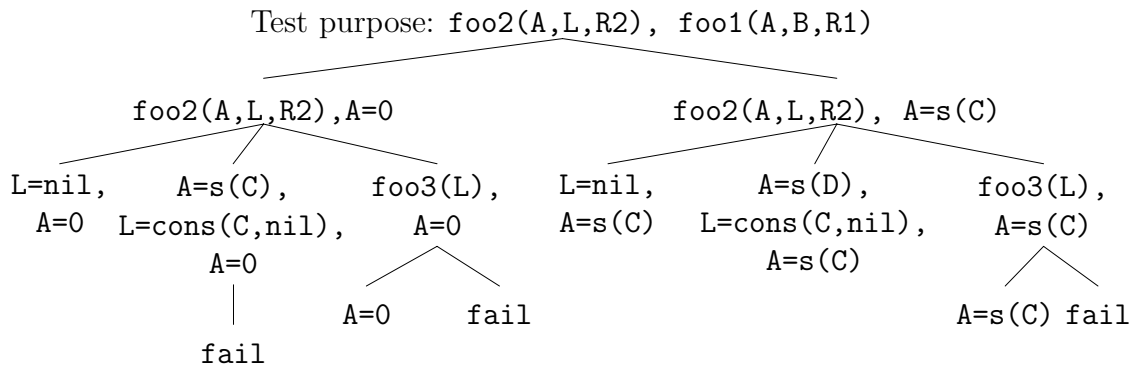 Test purpose: foo2(A,L,R2), foo1(A,B,R1)
foo2(A,L,R2),A=0
foo2(A,L,R2), A=s(C)
L=nil,
A=0
A=s(C),
L=cons(C,nil),
A=0
foo3(L),
A=0
L=nil,
A=s(C)
A=s(D),
L=cons(C,nil),
A=s(C)
foo3(L),
A=s(C)
A=0
fail
A=s(C)
fail
fail